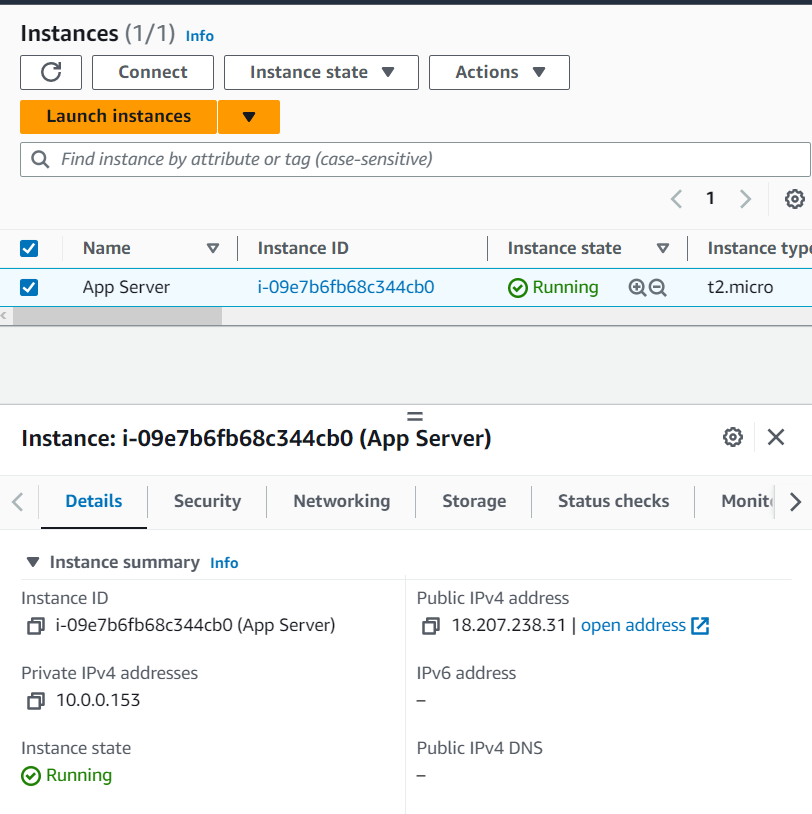 Instances (1/1) Info
Connect Instance state Actions
Launch instances
Find instance by attribute or tag (case-sensitive)
1
Name Instance ID Instance state Instance type
App Server i-09e7b6fb68c344cb0 Running t2.micro
Instance: i-09e7b6fb68c344cb0 (App Server)
Details Security Networking Storage Status checks Monit
Instance summary Info
Instance ID Public IPv4 address
i-09e7b6fb68c344cb0 (App Server) 18.207.238.31 | open address
Private IPv4 addresses IPv6 address
10.0.0.153 –
Instance state Public IPv4 DNS
Running –